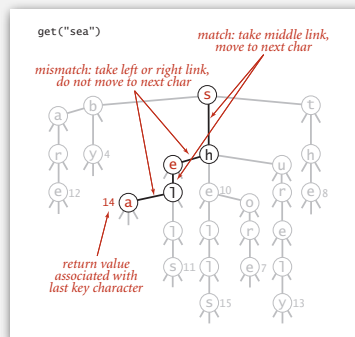 get("sea")
match: take middle link,
move to next char
mismatch: take left or right link,
do not move to next char
s
b
t
a
y 4
r
e 12
h
e
h
u
e 8
14 a
l
e 10
o
r
l
l
r
e
s 11
l
e 7
l
s 15
y 13
return value
associated with
last key character